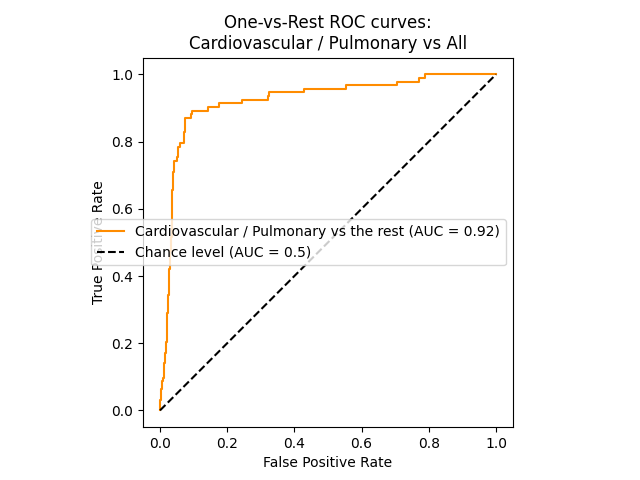 One-vs-Rest ROC curves:
Cardiovascular / Pulmonary vs All
True Positive Rate
1.0
0.8
0.6
0.4
0.2
0.0
Cardiovascular / Pulmonary vs the rest (AUC = 0.92)
Chance level (AUC = 0.5)
0.0 0.2 0.4 0.6 0.8 1.0
False Positive Rate